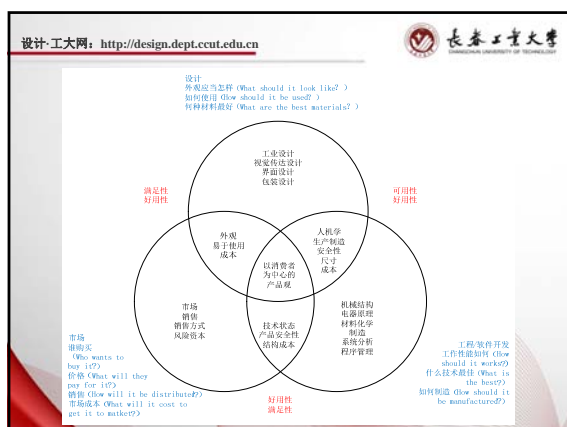 设计·工大网：http://design.dept.ccut.edu.cn
长春工业大学
CHANGCHUN UNIVERSITY OF TECHNOLOGY
设计
外观应当怎样（What should it look like?）
如何使用（How should it be used?）
何种材料最好（What are the best materials?）
工业设计
视觉传达设计
界面设计
包装设计
满足性
好用性
可用性
好用性
外观
易于使用
成本
人机学
生产制造
安全性
尺寸
成本
以消费者
为中心的
产品观
市场
销售
销售方式
风险资本
技术状态
产品安全性
结构成本
机械结构
电器原理
材料化学
制造
系统分析
程序管理
市场
谁购买
（Who wants to
buy it?）
价格（What will they
pay for it?）
销售（How will it be distributed?）
市场成本（What will it cost to
get it to matket?）
好用性
满足性
工程/软件开发
工作性能如何（How
should it works?）
什么技术最佳（What is
the best?）
如何制造（How should it
be manufactured?）